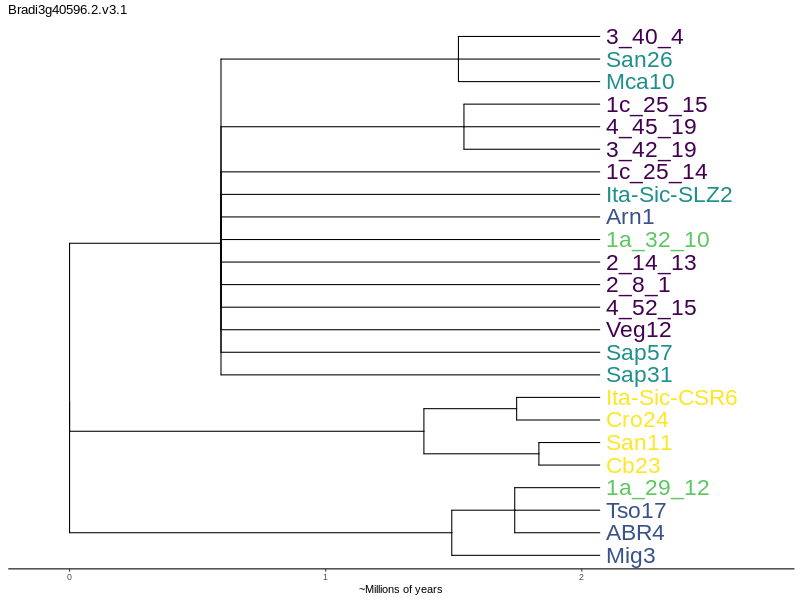 Bradi3g40596.2.v3.1
3_40_4
San26
Mca10
1c_25_15
4_45_19
3_42_19
1c_25_14
Ita-Sic-SLZ2
Arn1
1a_32_10
2_14_13
2_8_1
4_52_15
Veg12
Sap57
Sap31
Ita-Sic-CSR6
Cro24
San11
Cb23
1a_29_12
Tso17
ABR4
Mig3
0 1 2
~Millions of years